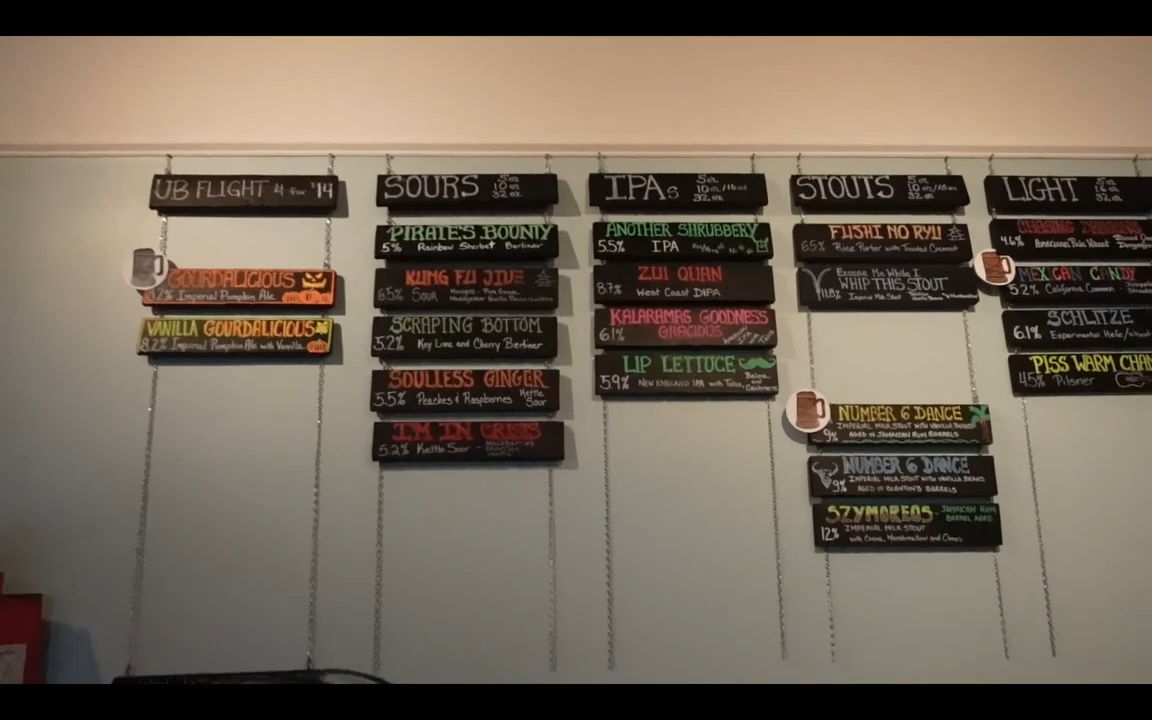 UB FLIGHT 4 for $14
GOURDALICIOUS
Imperial Pumpkin Ale
VANILLA GOURDALICIOUS
8.2% Imperial Pumpkin Ale with Vanilla
SOURS 5 oz. 10 oz. 32 oz.
PIRATE'S BOUNTY
5% Rainbow Sherbet Berliner
KUNG FU JIVE
6.5% SOUR
SCRAPING BOTTOM
5.2% Key Lime and Cherry Berliner
SOULLESS GINGER
5.5% Peaches & Raspberries Kettle Sour
I'M IN CRISIS
5.2% Kettle Sour
IPAs 5 oz. 10 oz./16 oz. 32 oz.
ANOTHER SHRUBBERY
5.5% IPA
ZUI QUAN
8.7% West Coast DIPA
KALARAMAS GOODNESS
6.1% GRACIOUS
LIP LETTUCE
5.9% NEW ENGLAND IPA with
STOUTS 5 oz. 10 oz./16 oz. 32 oz.
FUSHI NO RYU
6.5% Rice Porter with Toasted Coconut
Excuse Me While I
WHIP THIS STOUT
11.8% Imperial Milk Stout
NUMBER 6 DANCE
IMPERIAL MILK STOUT WITH VANILLA BEANS
9% AGED IN JAMAICAN RUM BARRELS
NUMBER 6 DANCE
IMPERIAL MILK STOUT WITH VANILLA BEANS
9% AGED IN BLANTON'S BARRELS
SZYMOREOS - JAMAICAN RUM BARREL AGED
12% IMPERIAL MILK STOUT
with Marshmallow and Oreos
LIGHT 5 oz. 16 oz. 32 oz.
CHASING
4.6% American Pale Wheat
MEXICAN CANDY
5.2% California Common
SCHLITZE
6.1% Experimental Hefe
PISS WARM
4.5% Pilsner